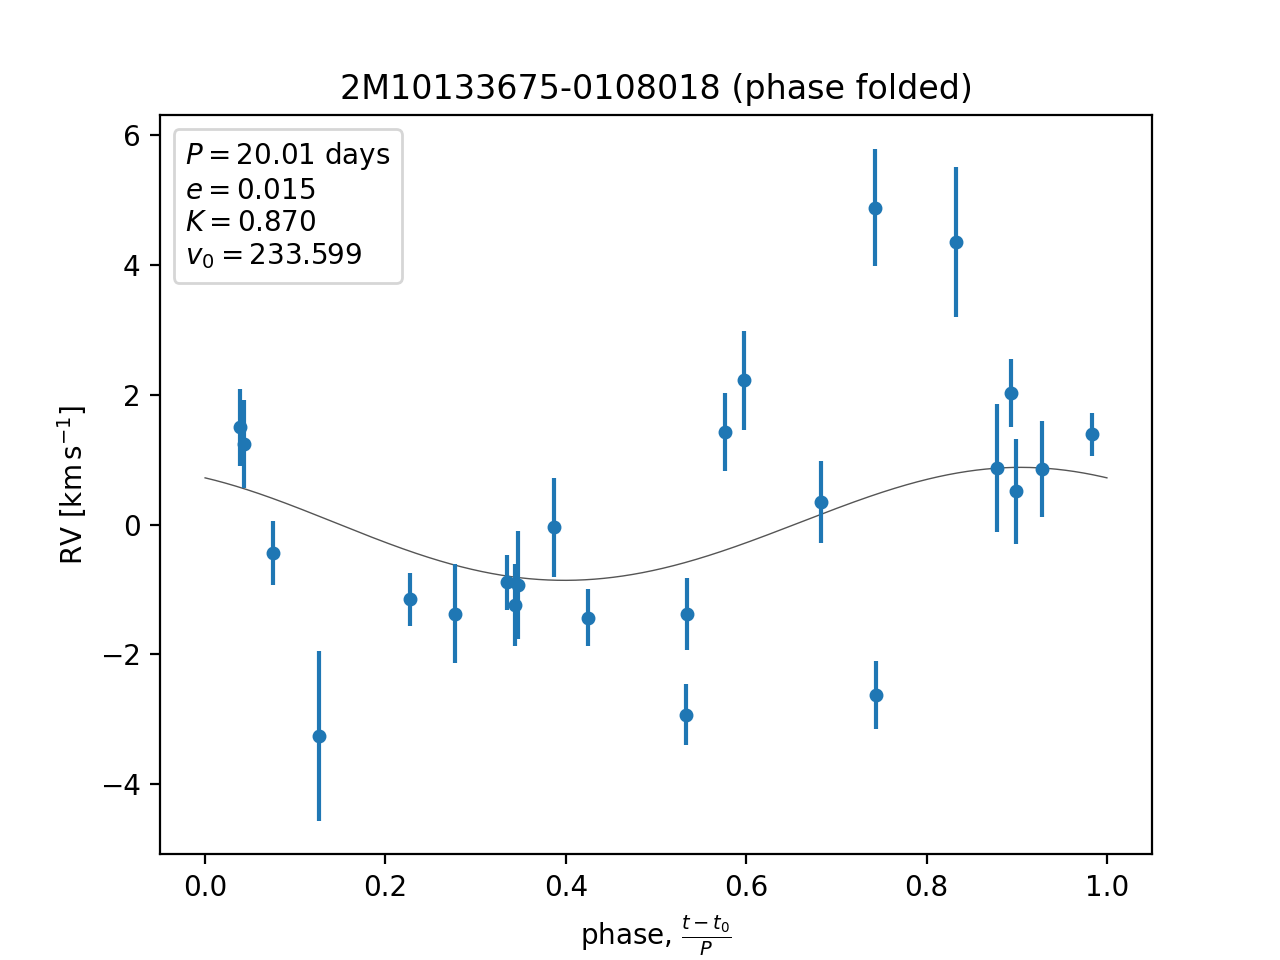 2M10133675-0108018 (phase folded)
P = 20.01 days
e = 0.015
K = 0.870
v₀ = 233.599
6
4
2
0
−2
−4
RV [km s⁻¹]
0.0 0.2 0.4 0.6 0.8 1.0
phase, (t − t₀)/P